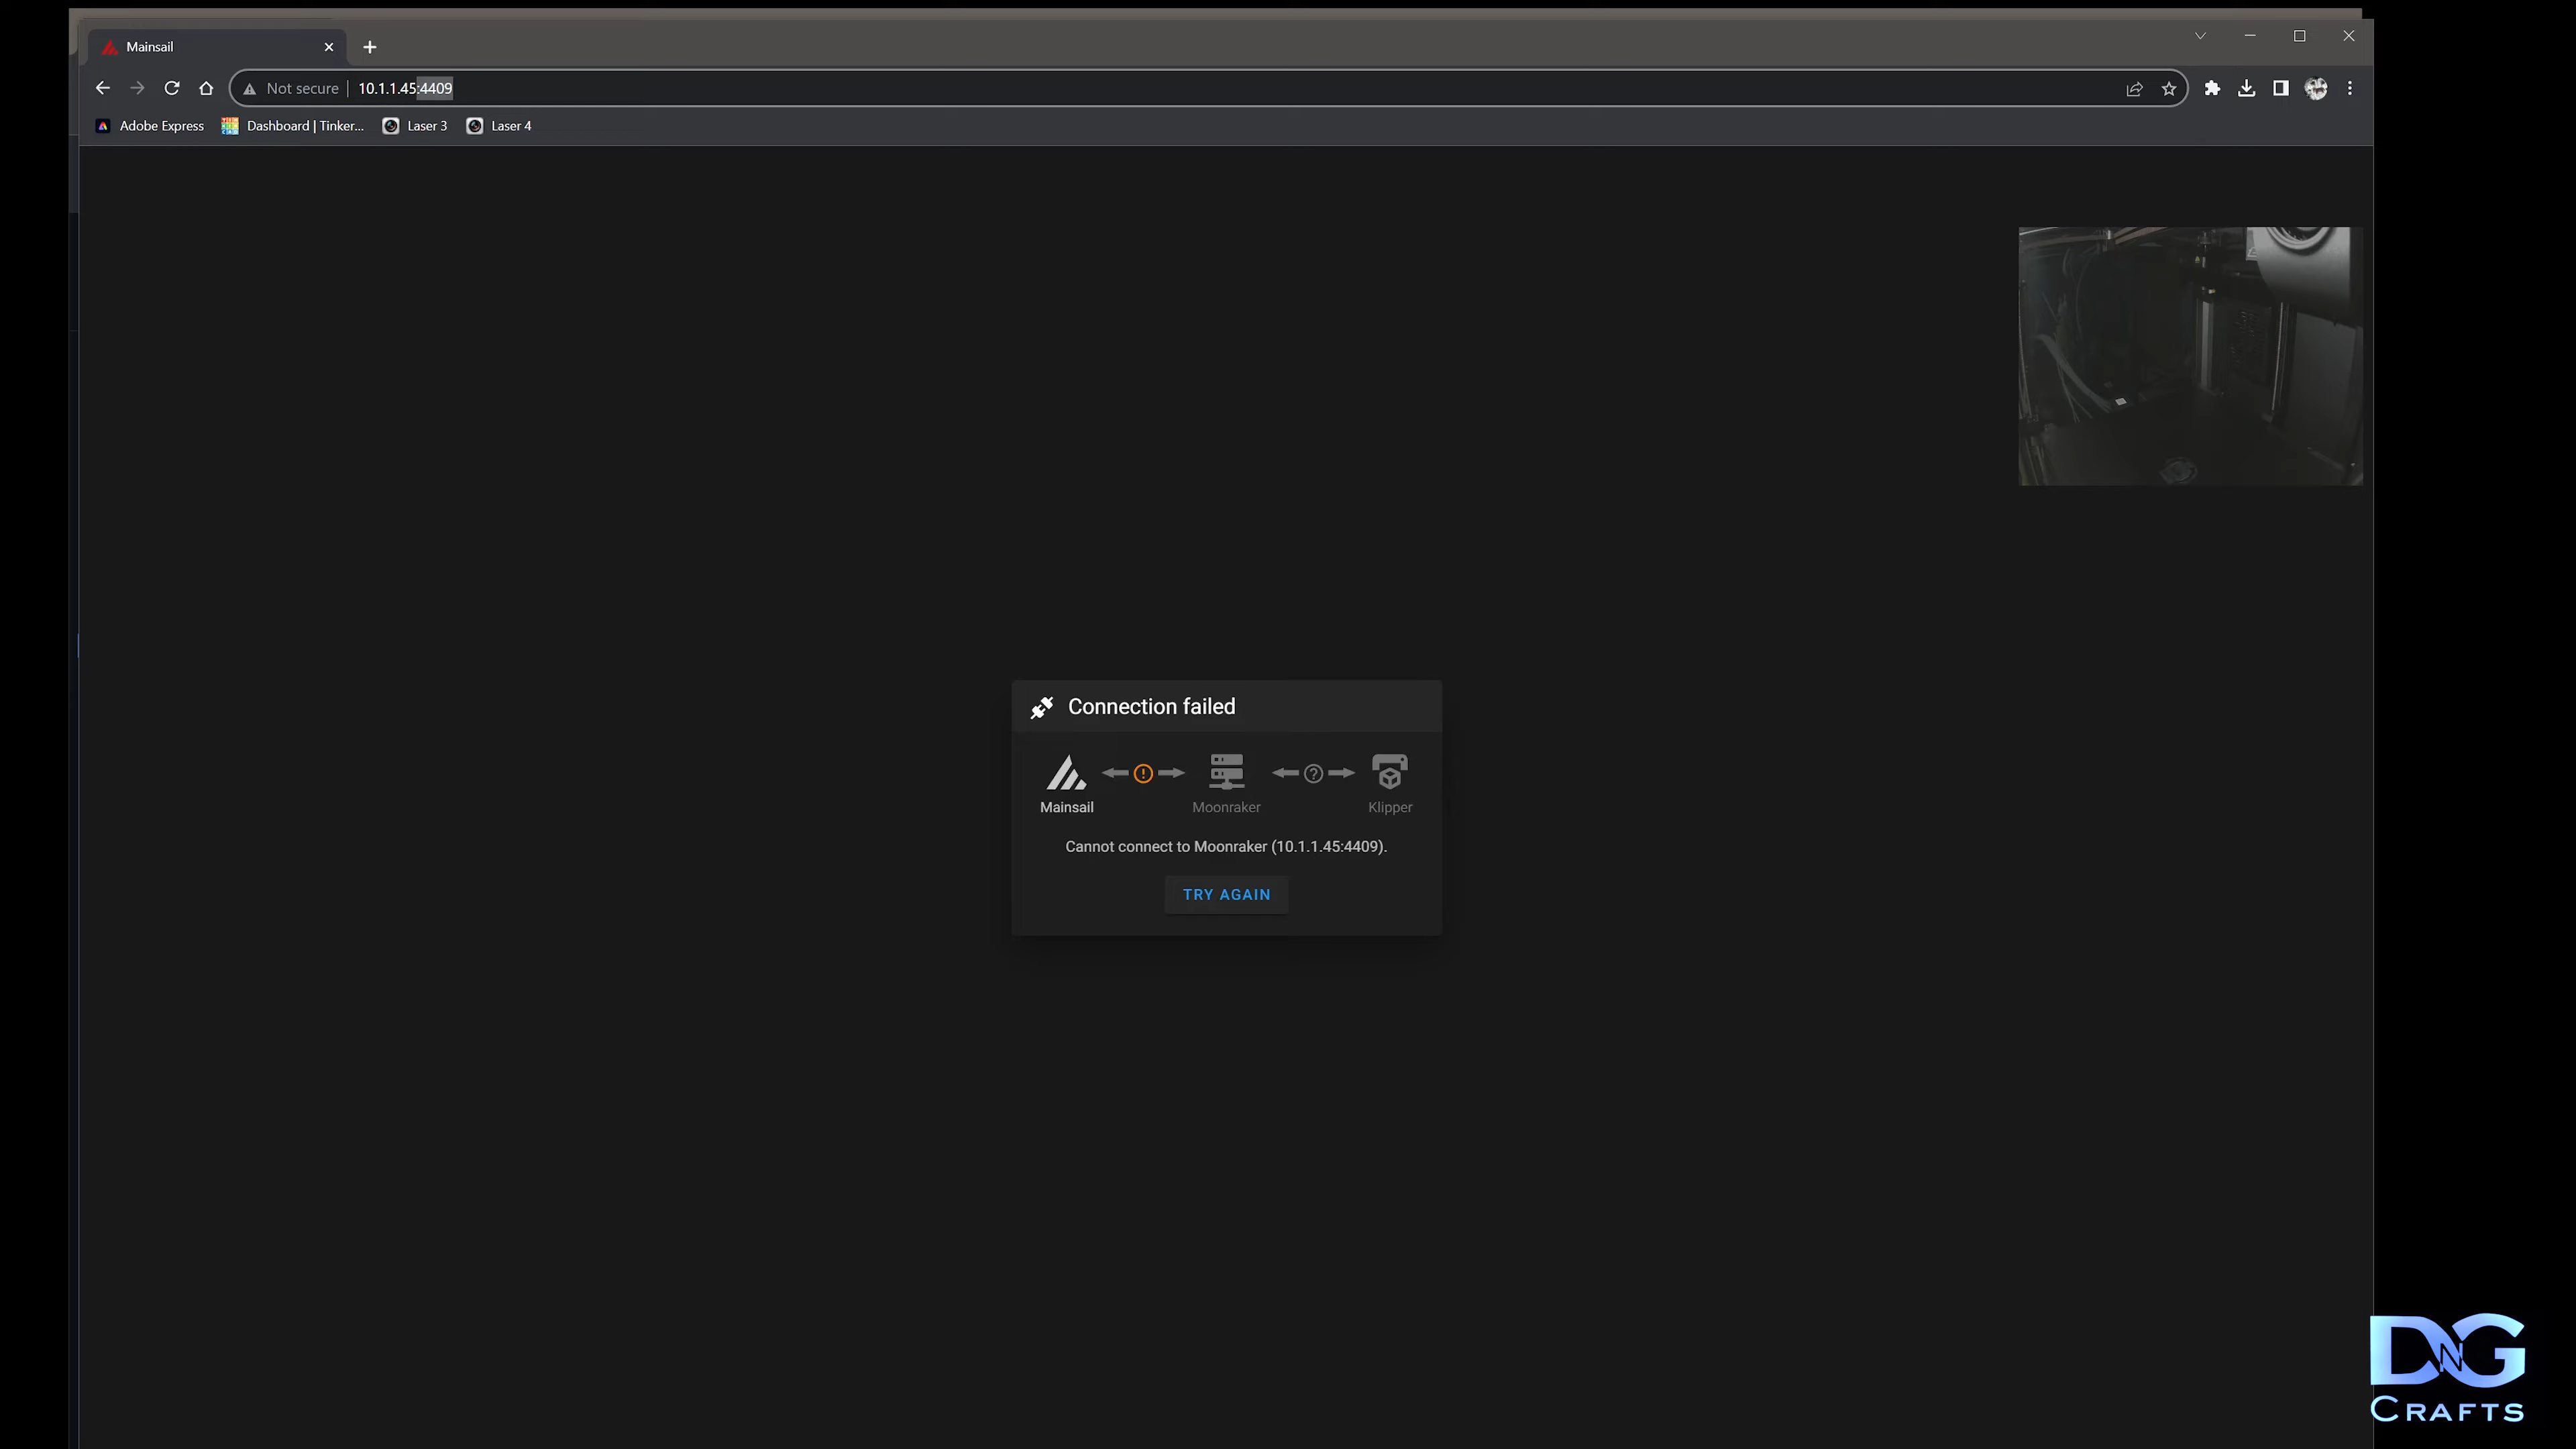 Mainsail
Not secure
10.1.1.45:4409
Adobe Express
Dashboard | Tinker...
Laser 3
Laser 4
Connection failed
Mainsail
Moonraker
Klipper
Cannot connect to Moonraker (10.1.1.45:4409).
TRY AGAIN
DNG
CRAFTS